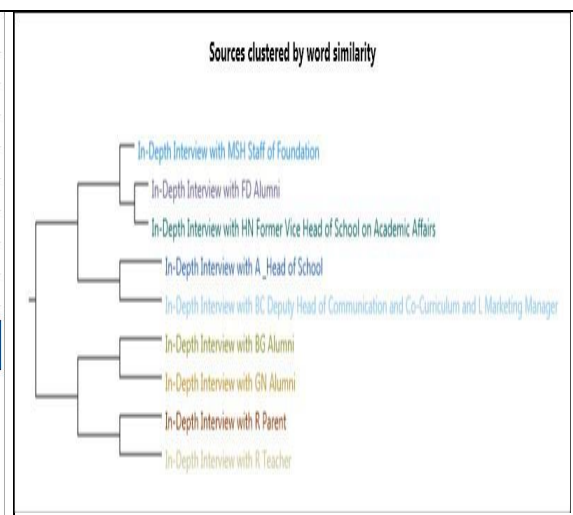 Sources clustered by word similarity
In-Depth Interview with MSH Staff of Foundation
In-Depth Interview with FD Alumni
In-Depth Interview with HN Former Vice Head of School on Academic Affairs
In-Depth Interview with A_Head of School
In-Depth Interview with BC Deputy Head of Communication and Co-Curriculum and L Marketing Manager
In-Depth Interview with BG Alumni
In-Depth Interview with GN Alumni
In-Depth Interview with R Parent
In-Depth Interview with R Teacher